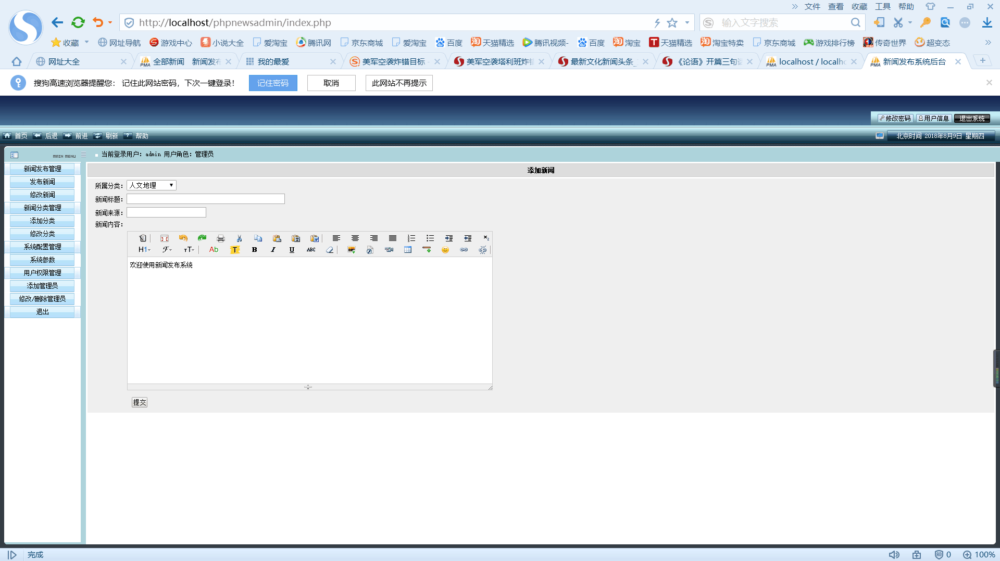 文件 查看 收藏 工具 帮助
http://localhost/phpnewsadmin/index.php
输入文字搜索
收藏 网址导航 游戏中心 小说大全 爱淘宝 腾讯网 京东商城 爱淘宝 百度 天猫精选 腾讯视频- 百度 淘宝 天猫精选 淘宝特卖 京东商城 游戏排行榜 传奇世界 超变态
网址大全 全部新闻 新闻发布 我的最爱 美军空袭炸错目标 - 美军空袭塔利班炸错 最新文化新闻头条_ 《论语》开篇三句话 localhost / localho 新闻发布系统后台
搜狗高速浏览器提醒您: 记住此网站密码,下次一键登录! 记住密码 取消 此网站不再提示
修改密码 用户信息 退出系统
首页 后退 前进 刷新 帮助 北京时间 2018年8月9日 星期四
MAIN MENU 当前登录用户: admin 用户角色: 管理员
新闻发布管理
发布新闻
修改新闻
新闻分类管理
添加分类
修改分类
系统配置管理
系统参数
用户权限管理
添加管理员
修改/删除管理员
退出
添加新闻
所属分类: 人文地理
新闻标题:
新闻来源:
新闻内容:
H1 F TT Ab T B I U ABC
欢迎使用新闻发布系统
提交
完成 0 100%